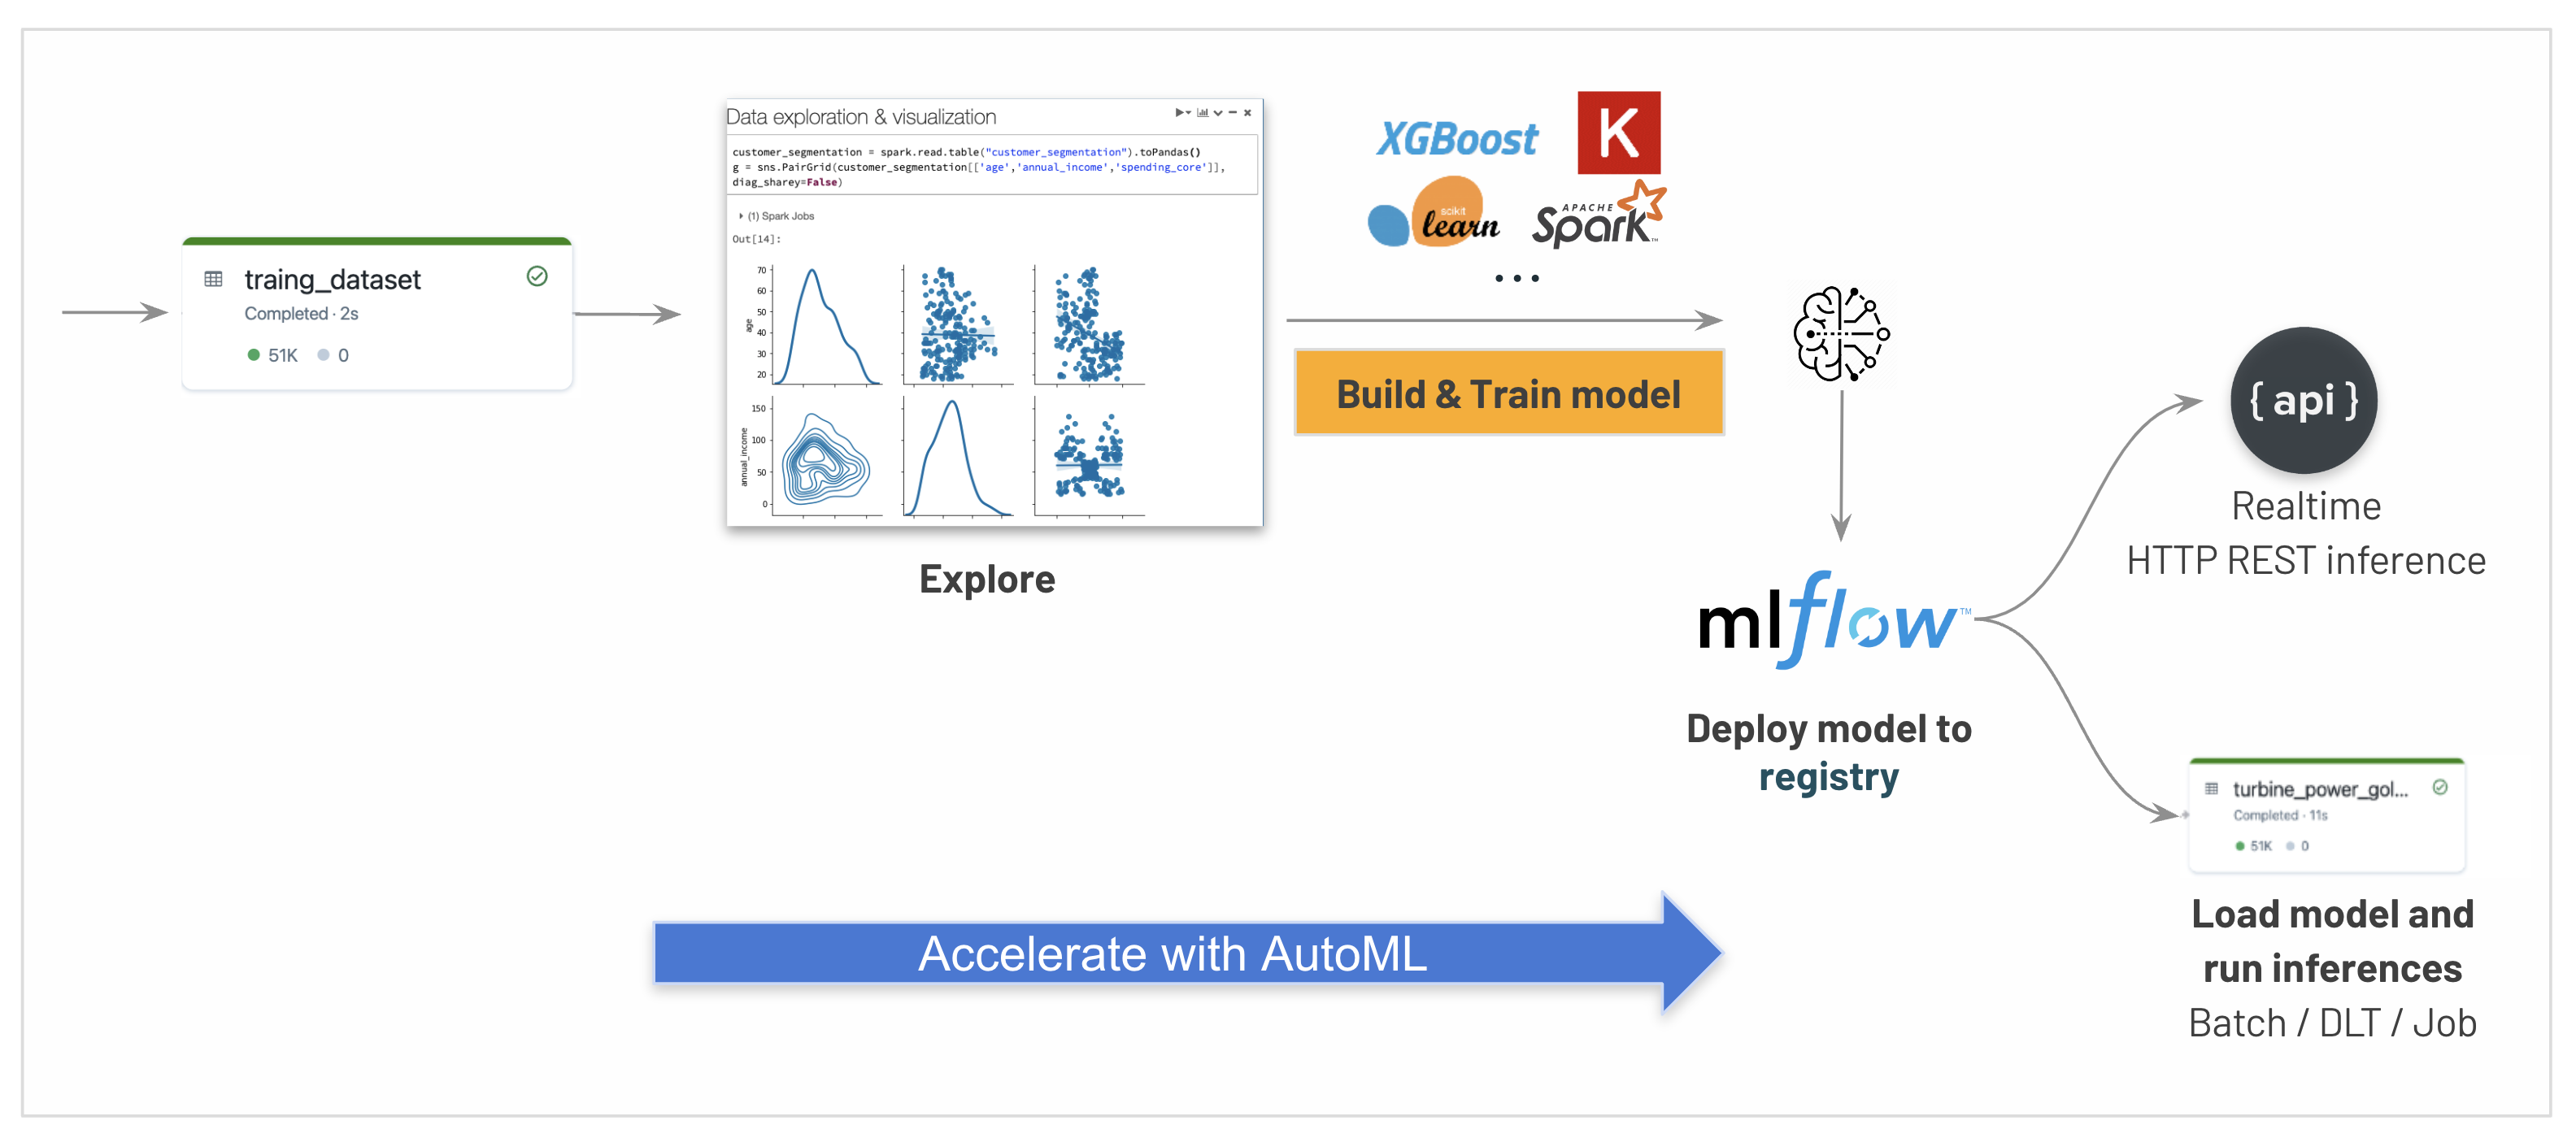 traing_dataset
Completed · 2s
51K 0
Data exploration & visualization
customer_segmentation = spark.read.table("customer_segmentation").toPandas()
g = sns.PairGrid(customer_segmentation[['age','annual_income','spending_core']],
diag_sharey=False)
(1) Spark Jobs
Out[14]:
70
60
50
40
30
20
age
150
100
50
0
annual_income
Explore
XGBoost
K
scikit
learn
APACHE
Spark™
...
Build & Train model
mlflow™
Deploy model to
registry
{ api }
Realtime
HTTP REST inference
turbine_power_gol...
Completed · 11s
51K 0
Load model and
run inferences
Batch / DLT / Job
Accelerate with AutoML